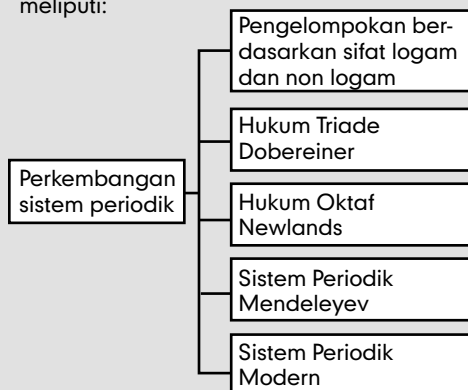 meliputi:
Pengelompokan ber-
dasarkan sifat logam
dan non logam
Hukum Triade
Dobereiner
Perkembangan
sistem periodik
Hukum Oktaf
Newlands
Sistem Periodik
Mendeleyev
Sistem Periodik
Modern